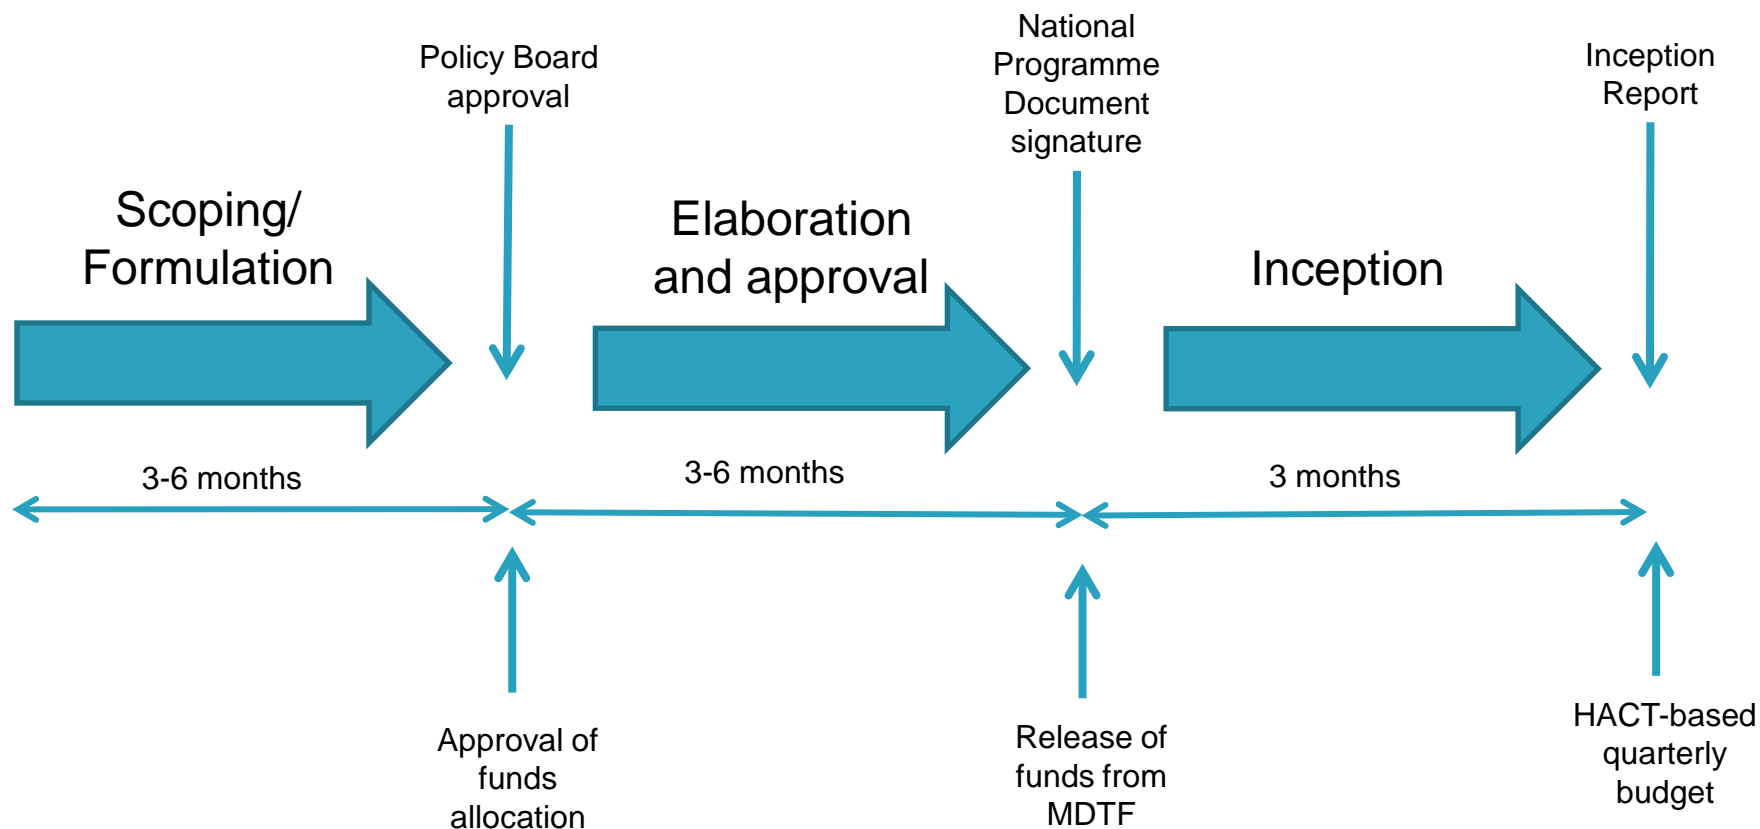 Policy Board
approval
National
Programme
Document
signature
Inception
Report
Scoping/
Formulation
Elaboration
and approval
Inception
3-6 months
3-6 months
3 months
Approval of
funds
allocation
Release of
funds from
MDTF
HACT-based
quarterly
budget